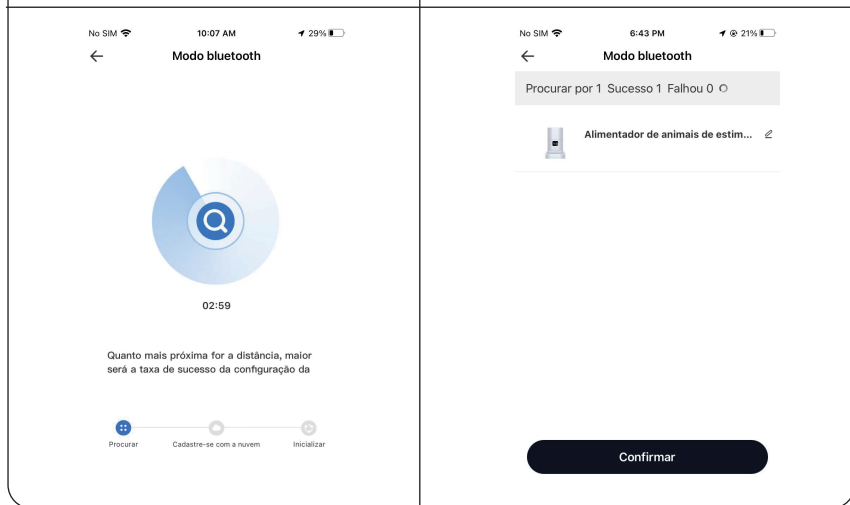 No SIM 10:07 AM 29%
Modo bluetooth
02:59
Quanto mais próxima for a distância, maior
será a taxa de sucesso da configuração da
Procurar Cadastre-se com a nuvem Inicializar
No SIM 6:43 PM 21%
Modo bluetooth
Procurar por 1 Sucesso 1 Falhou 0
Alimentador de animais de estim...
Confirmar